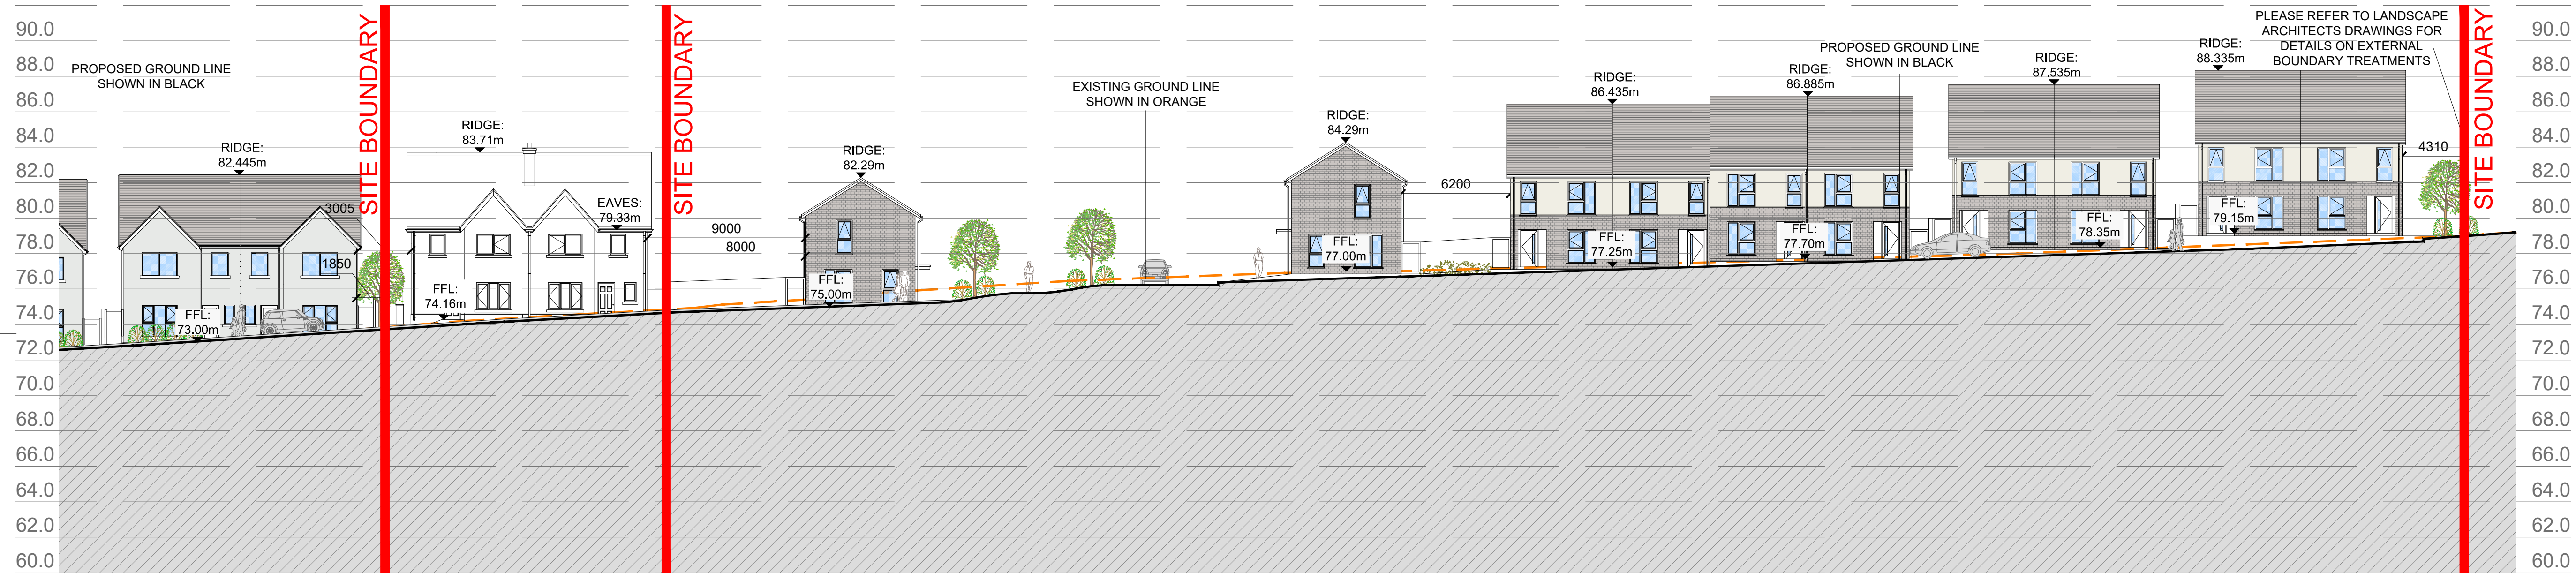 90.0
88.0
86.0
84.0
82.0
80.0
78.0
76.0
74.0
72.0
70.0
68.0
66.0
64.0
62.0
60.0
PROPOSED GROUND LINE
SHOWN IN BLACK
RIDGE:
82.445m
FFL:
73.00m
3005
1850
SITE BOUNDARY
RIDGE:
83.71m
EAVES:
79.33m
FFL:
74.16m
SITE BOUNDARY
9000
8000
RIDGE:
82.29m
FFL:
75.00m
EXISTING GROUND LINE
SHOWN IN ORANGE
RIDGE:
84.29m
FFL:
77.00m
6200
RIDGE:
86.435m
FFL:
77.25m
RIDGE:
86.885m
FFL:
77.70m
PROPOSED GROUND LINE
SHOWN IN BLACK
RIDGE:
87.535m
FFL:
78.35m
RIDGE:
88.335m
FFL:
79.15m
PLEASE REFER TO LANDSCAPE
ARCHITECTS DRAWINGS FOR
DETAILS ON EXTERNAL
BOUNDARY TREATMENTS
4310
SITE BOUNDARY
90.0
88.0
86.0
84.0
82.0
80.0
78.0
76.0
74.0
72.0
70.0
68.0
66.0
64.0
62.0
60.0